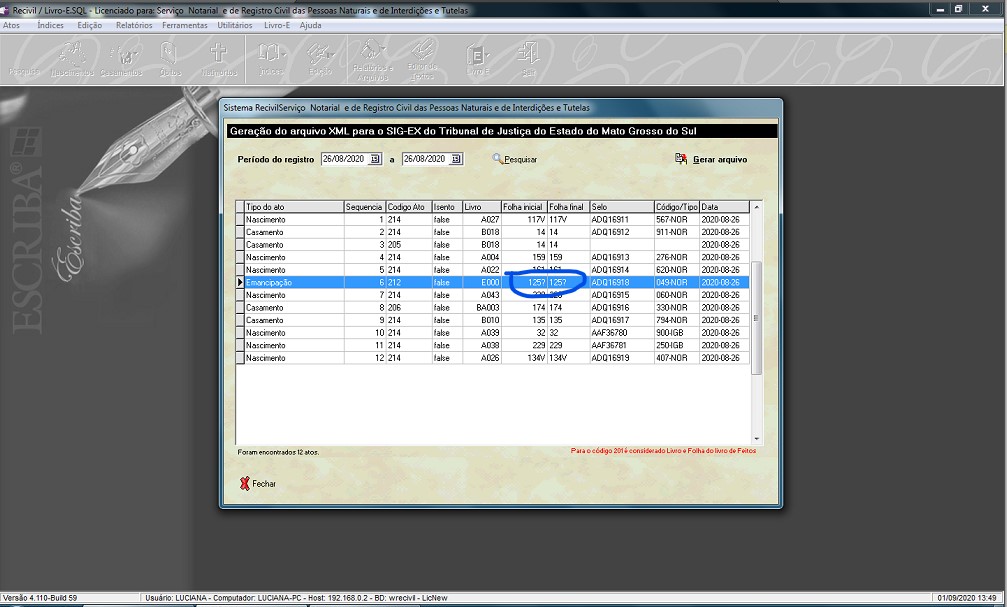 Recivil / Livro-E.SQL - Licenciado para: Serviço Notarial e de Registro Civil das Pessoas Naturais e de Interdições e Tutelas
Atos Índices Edição Relatórios Ferramentas Utilitários Livro-E Ajuda
Pesquisa Nascimentos Casamentos Óbitos Natimortos Índices Edição Relatórios e Arquivos Editor de Textos Livro E Sair
ESCRIBA®
Escriba
Sistema RecivilServiço Notarial e de Registro Civil das Pessoas Naturais e de Interdições e Tutelas
Geração do arquivo XML para o SIG-EX do Tribunal de Justiça do Estado do Mato Grosso do Sul
Período do registro 26/08/2020 a 26/08/2020 Pesquisar Gerar arquivo
Tipo do ato Sequencia Codigo Ato Isento Livro Folha inicial Folha final Selo Código/Tipo Data
Nascimento 1 214 false A027 117V 117V ADQ16911 567-NOR 2020-08-26
Casamento 2 214 false B018 14 14 ADQ16912 911-NOR 2020-08-26
Casamento 3 205 false B018 14 14 2020-08-26
Nascimento 4 214 false A004 159 159 ADQ16913 276-NOR 2020-08-26
Nascimento 5 214 false A022 161 161 ADQ16914 620-NOR 2020-08-26
Emancipação 6 212 false E000 125? 125? ADQ16918 049-NOR 2020-08-26
Nascimento 7 214 false A043 ADQ16915 060-NOR 2020-08-26
Casamento 8 206 false BA003 174 174 ADQ16916 330-NOR 2020-08-26
Casamento 9 214 false B010 135 135 ADQ16917 794-NOR 2020-08-26
Nascimento 10 214 false A039 32 32 AAF36780 900-IGB 2020-08-26
Nascimento 11 214 false A038 229 229 AAF36781 250-IGB 2020-08-26
Nascimento 12 214 false A026 134V 134V ADQ16919 407-NOR 2020-08-26
Foram encontrados 12 atos. Para o código 201 é considerado Livro e Folha do livro de Feitos
Fechar
Versão 4.110-Build 59 Usuário: LUCIANA - Computador: LUCIANA-PC - Host: 192.168.0.2 - BD: wrecivil - LicNew 01/09/2020 13:49